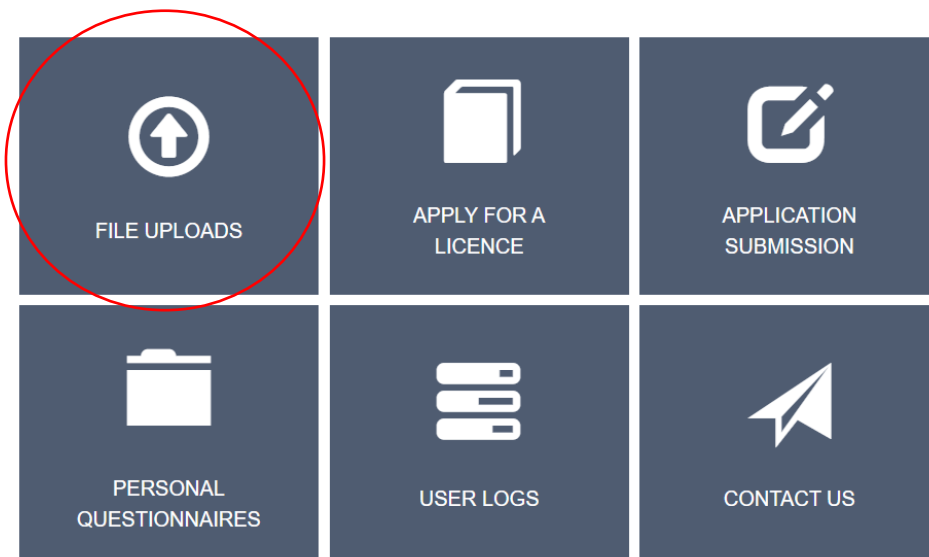 FILE UPLOADS
APPLY FOR A
LICENCE
APPLICATION
SUBMISSION
PERSONAL
QUESTIONNAIRES
USER LOGS
CONTACT US